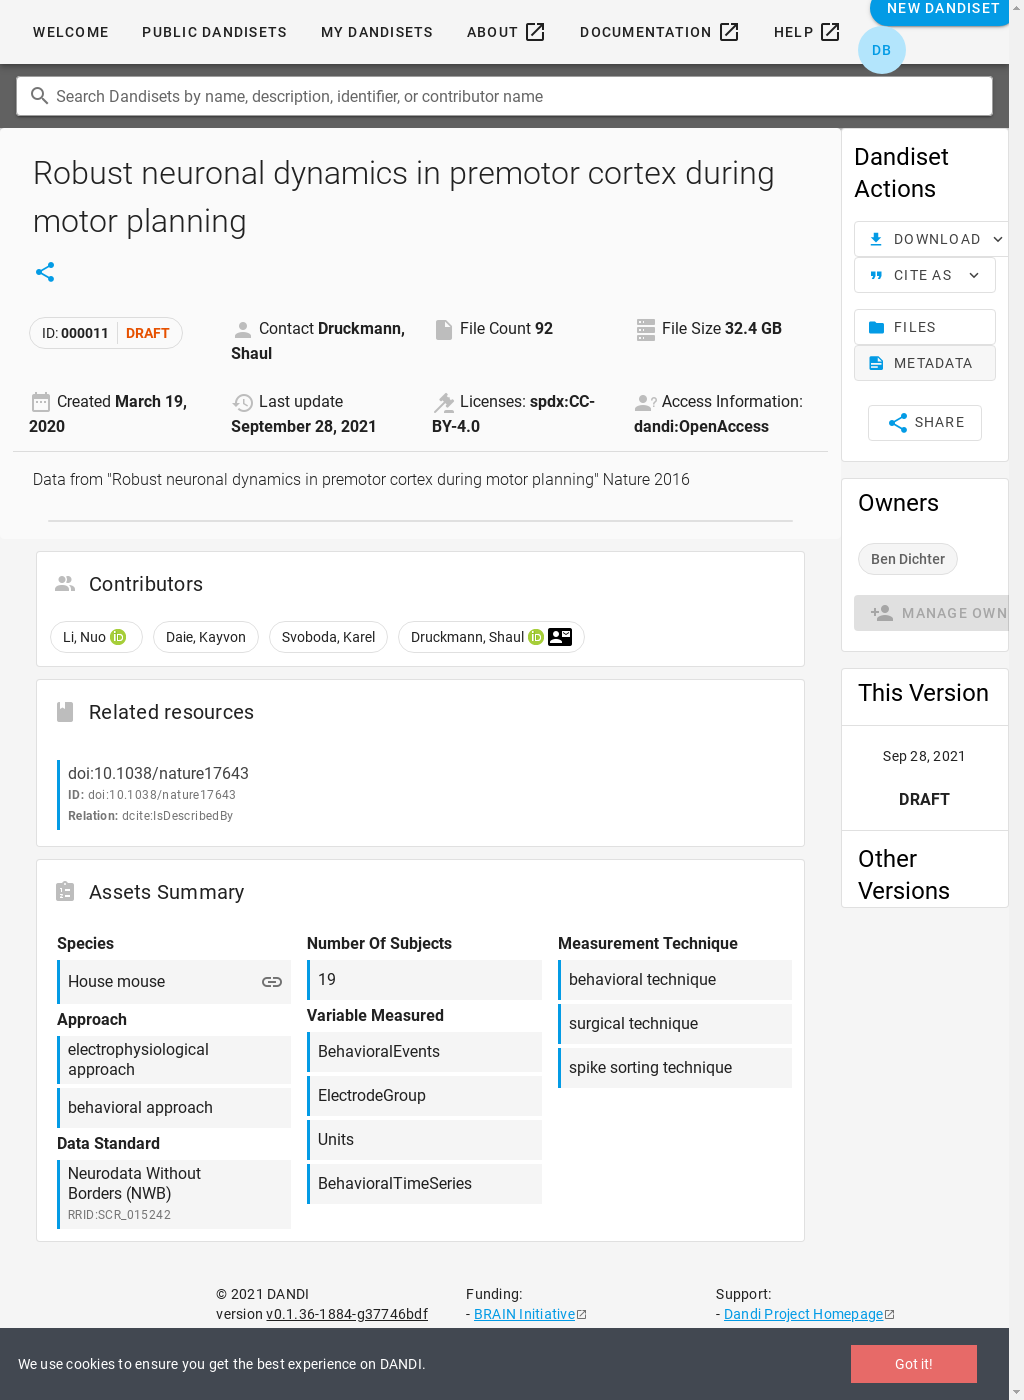 WELCOME PUBLIC DANDISETS MY DANDISETS ABOUT DOCUMENTATION HELP NEW DANDISET
DB
Search Dandisets by name, description, identifier, or contributor name
Robust neuronal dynamics in premotor cortex during
motor planning
ID: 000011 DRAFT
Contact Druckmann,
Shaul
File Count 92
File Size 32.4 GB
Created March 19,
2020
Last update
September 28, 2021
Licenses: spdx:CC-
BY-4.0
Access Information:
dandi:OpenAccess
Data from "Robust neuronal dynamics in premotor cortex during motor planning" Nature 2016
Contributors
Li, Nuo iD Daie, Kayvon Svoboda, Karel Druckmann, Shaul iD
Related resources
doi:10.1038/nature17643
ID: doi:10.1038/nature17643
Relation: dcite:IsDescribedBy
Assets Summary
Species
House mouse
Approach
electrophysiological
approach
behavioral approach
Data Standard
Neurodata Without
Borders (NWB)
RRID:SCR_015242
Number Of Subjects
19
Variable Measured
BehavioralEvents
ElectrodeGroup
Units
BehavioralTimeSeries
Measurement Technique
behavioral technique
surgical technique
spike sorting technique
Dandiset
Actions
DOWNLOAD
CITE AS
FILES
METADATA
SHARE
Owners
Ben Dichter
MANAGE OWN
This Version
Sep 28, 2021
DRAFT
Other
Versions
© 2021 DANDI
version v0.1.36-1884-g37746bdf
Funding:
- BRAIN Initiative
Support:
- Dandi Project Homepage
We use cookies to ensure you get the best experience on DANDI.
Got it!